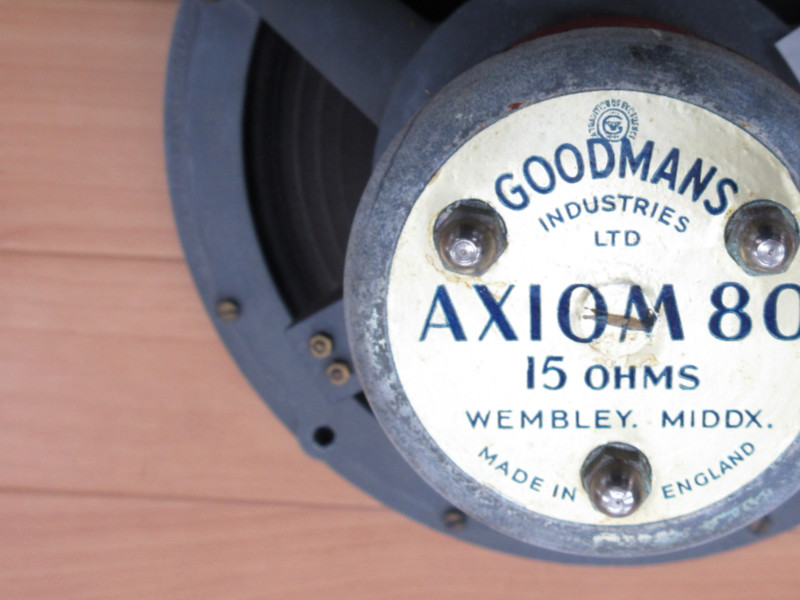 GOODMANS
INDUSTRIES
LTD
AXIOM 80
15 OHMS
WEMBLEY. MIDDX.
MADE IN ENGLAND